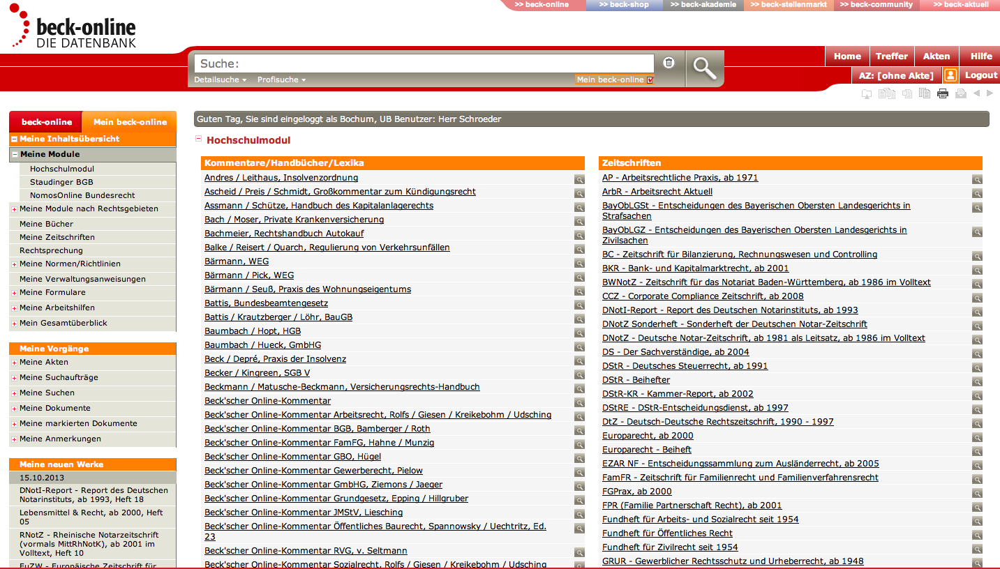 >> beck-online
>> beck-shop
>> beck-akademie
>> beck-stellenmarkt
>> beck-community
>> beck-aktuell
beck-online
DIE DATENBANK
Suche:
Detailsuche
Profisuche
Mein beck-online
Home
Treffer
Akten
Hilfe
AZ: [ohne Akte]
Logout
beck-online
Mein beck-online
Meine Inhaltsübersicht
Meine Module
Hochschulmodul
Staudinger BGB
NomosOnline Bundesrecht
Meine Module nach Rechtsgebieten
Meine Bücher
Meine Zeitschriften
Rechtsprechung
Meine Normen/Richtlinien
Meine Verwaltungsanweisungen
Meine Formulare
Meine Arbeitshilfen
Mein Gesamtüberblick
Meine Vorgänge
Meine Akten
Meine Suchaufträge
Meine Suchen
Meine Dokumente
Meine markierten Dokumente
Meine Anmerkungen
Meine neuen Werke
15.10.2013
DNotI-Report - Report des Deutschen
Notarinstituts, ab 1993, Heft 18
Lebensmittel & Recht, ab 2000, Heft
05
RNotZ - Rheinische Notarzeitschrift
(vormals MittRhNotK), ab 2001 im
Volltext, Heft 10
EuZW - Europäische Zeitschrift für
Guten Tag, Sie sind eingeloggt als Bochum, UB Benutzer: Herr Schroeder
Hochschulmodul
Kommentare/Handbücher/Lexika
Andres / Leithaus, Insolvenzordnung
Ascheid / Preis / Schmidt, Großkommentar zum Kündigungsrecht
Assmann / Schütze, Handbuch des Kapitalanlagerechts
Bach / Moser, Private Krankenversicherung
Bachmeier, Rechtshandbuch Autokauf
Balke / Reisert / Quarch, Regulierung von Verkehrsunfällen
Bärmann, WEG
Bärmann / Pick, WEG
Bärmann / Seuß, Praxis des Wohnungseigentums
Battis, Bundesbeamtengesetz
Battis / Krautzberger / Löhr, BauGB
Baumbach / Hopt, HGB
Baumbach / Hueck, GmbHG
Beck / Depré, Praxis der Insolvenz
Becker / Kingreen, SGB V
Beckmann / Matusche-Beckmann, Versicherungsrechts-Handbuch
Beck'scher Online-Kommentar
Beck'scher Online-Kommentar Arbeitsrecht, Rolfs / Giesen / Kreikebohm / Udsching
Beck'scher Online-Kommentar BGB, Bamberger / Roth
Beck'scher Online-Kommentar FamFG, Hahne / Munzig
Beck'scher Online-Kommentar GBO, Hügel
Beck'scher Online-Kommentar Gewerberecht, Pielow
Beck'scher Online-Kommentar GmbHG, Ziemons / Jaeger
Beck'scher Online-Kommentar Grundgesetz, Epping / Hillgruber
Beck'scher Online-Kommentar JMStV, Liesching
Beck'scher Online-Kommentar Öffentliches Baurecht, Spannowsky / Uechtritz, Ed.
23
Beck'scher Online-Kommentar RVG, v. Seltmann
Beck'scher Online-Kommentar Sozialrecht, Rolfs / Giesen / Kreikebohm / Udsching
Zeitschriften
AP - Arbeitsrechtliche Praxis, ab 1971
ArbR - Arbeitsrecht Aktuell
BayObLGSt - Entscheidungen des Bayerischen Obersten Landesgerichts in
Strafsachen
BayObLGZ - Entscheidungen des Bayerischen Obersten Landesgerichts in
Zivilsachen
BC - Zeitschrift für Bilanzierung, Rechnungswesen und Controlling
BKR - Bank- und Kapitalmarktrecht, ab 2001
BWNotZ - Zeitschrift für das Notariat Baden-Württemberg, ab 1986 im Volltext
CCZ - Corporate Compliance Zeitschrift, ab 2008
DNotI-Report - Report des Deutschen Notarinstituts, ab 1993
DNotZ Sonderheft - Sonderheft der Deutschen Notar-Zeitschrift
DNotZ - Deutsche Notar-Zeitschrift, ab 1981 als Leitsatz, ab 1986 im Volltext
DS - Der Sachverständige, ab 2004
DStR - Deutsches Steuerrecht, ab 1991
DStR - Beihefter
DStR-KR - Kammer-Report, ab 2002
DStRE - DStR-Entscheidungsdienst, ab 1997
DtZ - Deutsch-Deutsche Rechtszeitschrift, 1990 - 1997
Europarecht, ab 2000
Europarecht - Beiheft
EZAR NF - Entscheidungssammlung zum Ausländerrecht, ab 2005
FamFR - Zeitschrift für Familienrecht und Familienverfahrensrecht
FGPrax, ab 2000
FPR (Familie Partnerschaft Recht), ab 2001
Fundheft für Arbeits- und Sozialrecht seit 1954
Fundheft für Öffentliches Recht
Fundheft für Zivilrecht seit 1954
GRUR - Gewerblicher Rechtsschutz und Urheberrecht, ab 1948